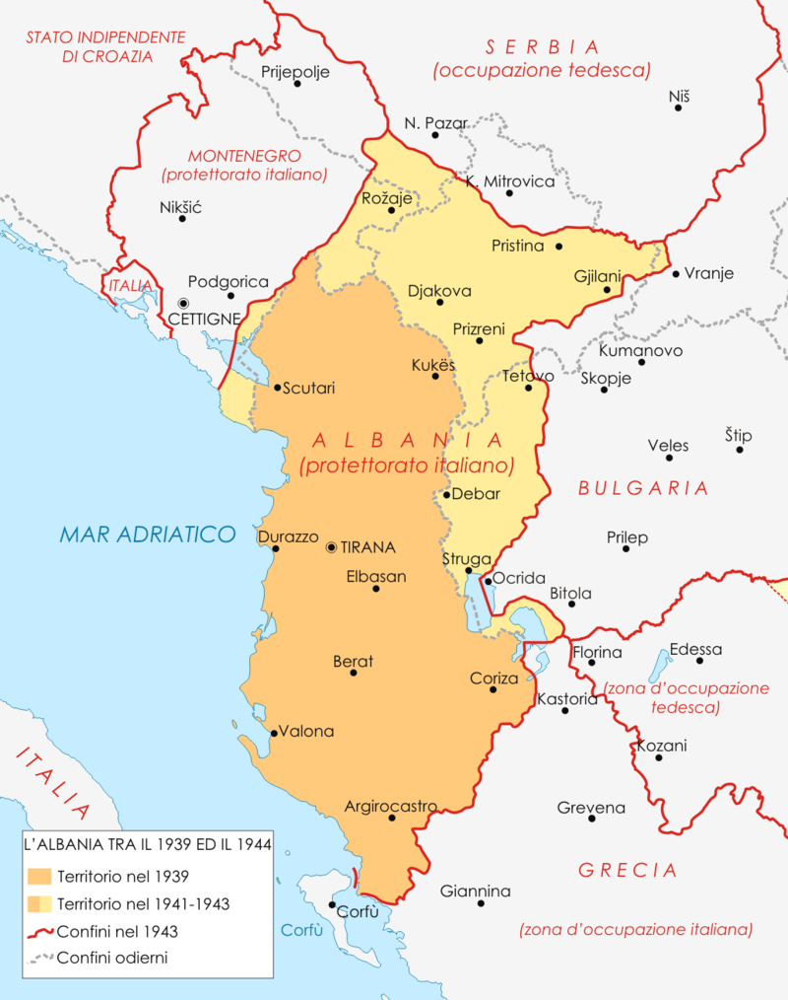 STATO INDIPENDENTE
DI CROAZIA
S E R B I A
(occupazione tedesca)
Prijepolje
Niš
N. Pazar
MONTENEGRO
(protettorato italiano)
K. Mitrovica
Rožaje
Nikšić
Pristina
Vranje
Gjilani
ITALIA
Podgorica
Djakova
CETTIGNE
Prizreni
Kumanovo
Kukës
Tetovo
Skopje
Scutari
A L B A N I A
(protettorato italiano)
Štip
Veles
BULGARIA
Debar
MAR ADRIATICO
Durazzo
TIRANA
Prilep
Struga
Elbasan
Ocrida
Bitola
Florina
Edessa
Berat
Coriza
(zona d'occupazione
tedesca)
Kastoria
Valona
Kozani
ITALIA
Argirocastro
Grevena
L'ALBANIA TRA IL 1939 ED IL 1944
Territorio nel 1939
Territorio nel 1941-1943
Confini nel 1943
Confini odierni
GRECIA
Giannina
Corfù
Corfù
(zona d'occupazione italiana)